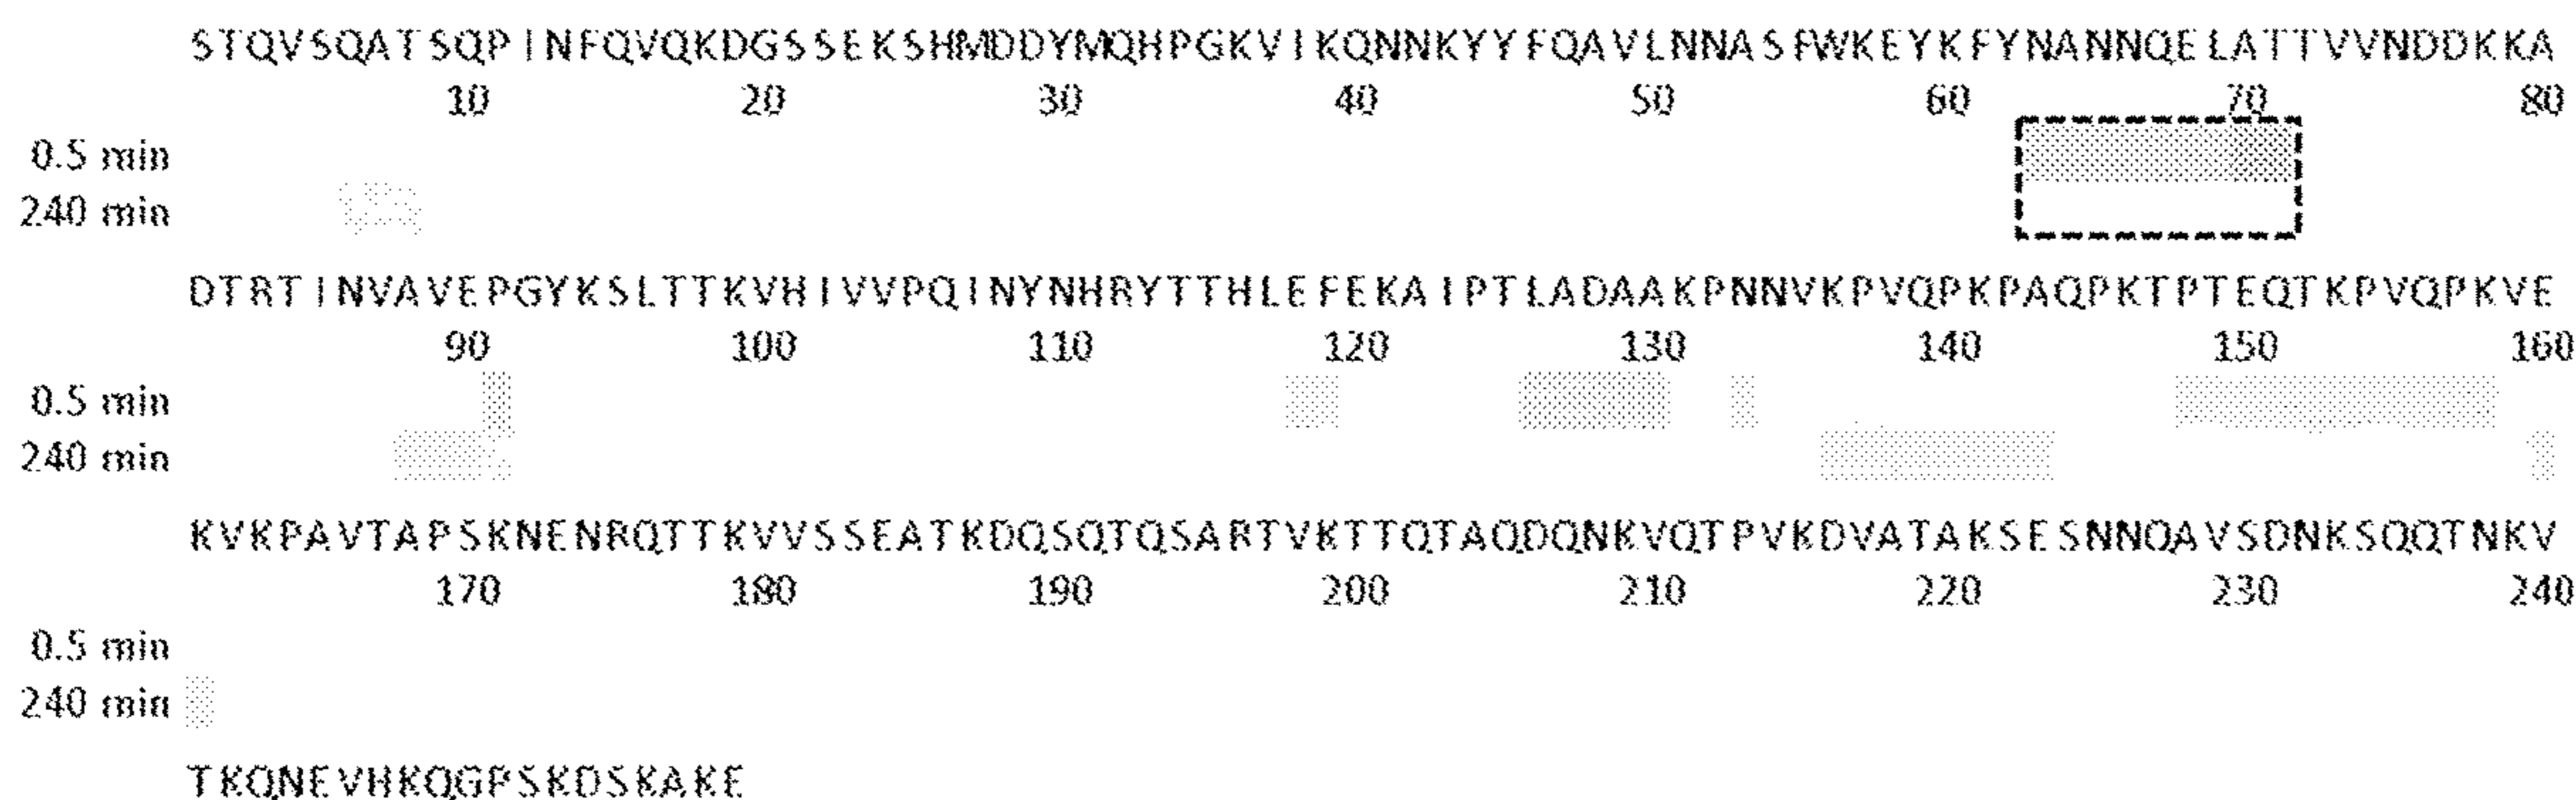 STQVSQATSQPINFQVQKDGSSEKSHMDDYMQHPGKVIKQNNKYYFQAVLNNASFWKEYKFYNANNQELATTVVNDDKKA
10 20 30 40 50 60 70 80
0.5 min
240 min
DTRTINVAVEPGYKSLTTKVHIVVPQINYNHRYTTHLEFEKAIPTLADAAKPNNVKPVQPKPAQPKTPTEQTKPVQPKVE
90 100 110 120 130 140 150 160
0.5 min
240 min
KVKPAVTAPSKNENRQTTKVVSSEATKDQSQTQSARTVKTTQTAQDQNKVQTPVKDVATAKSESNNQAVSDNKSQQTNKV
170 180 190 200 210 220 230 240
0.5 min
240 min
TKQNEVHKQGPSKDSKAKE